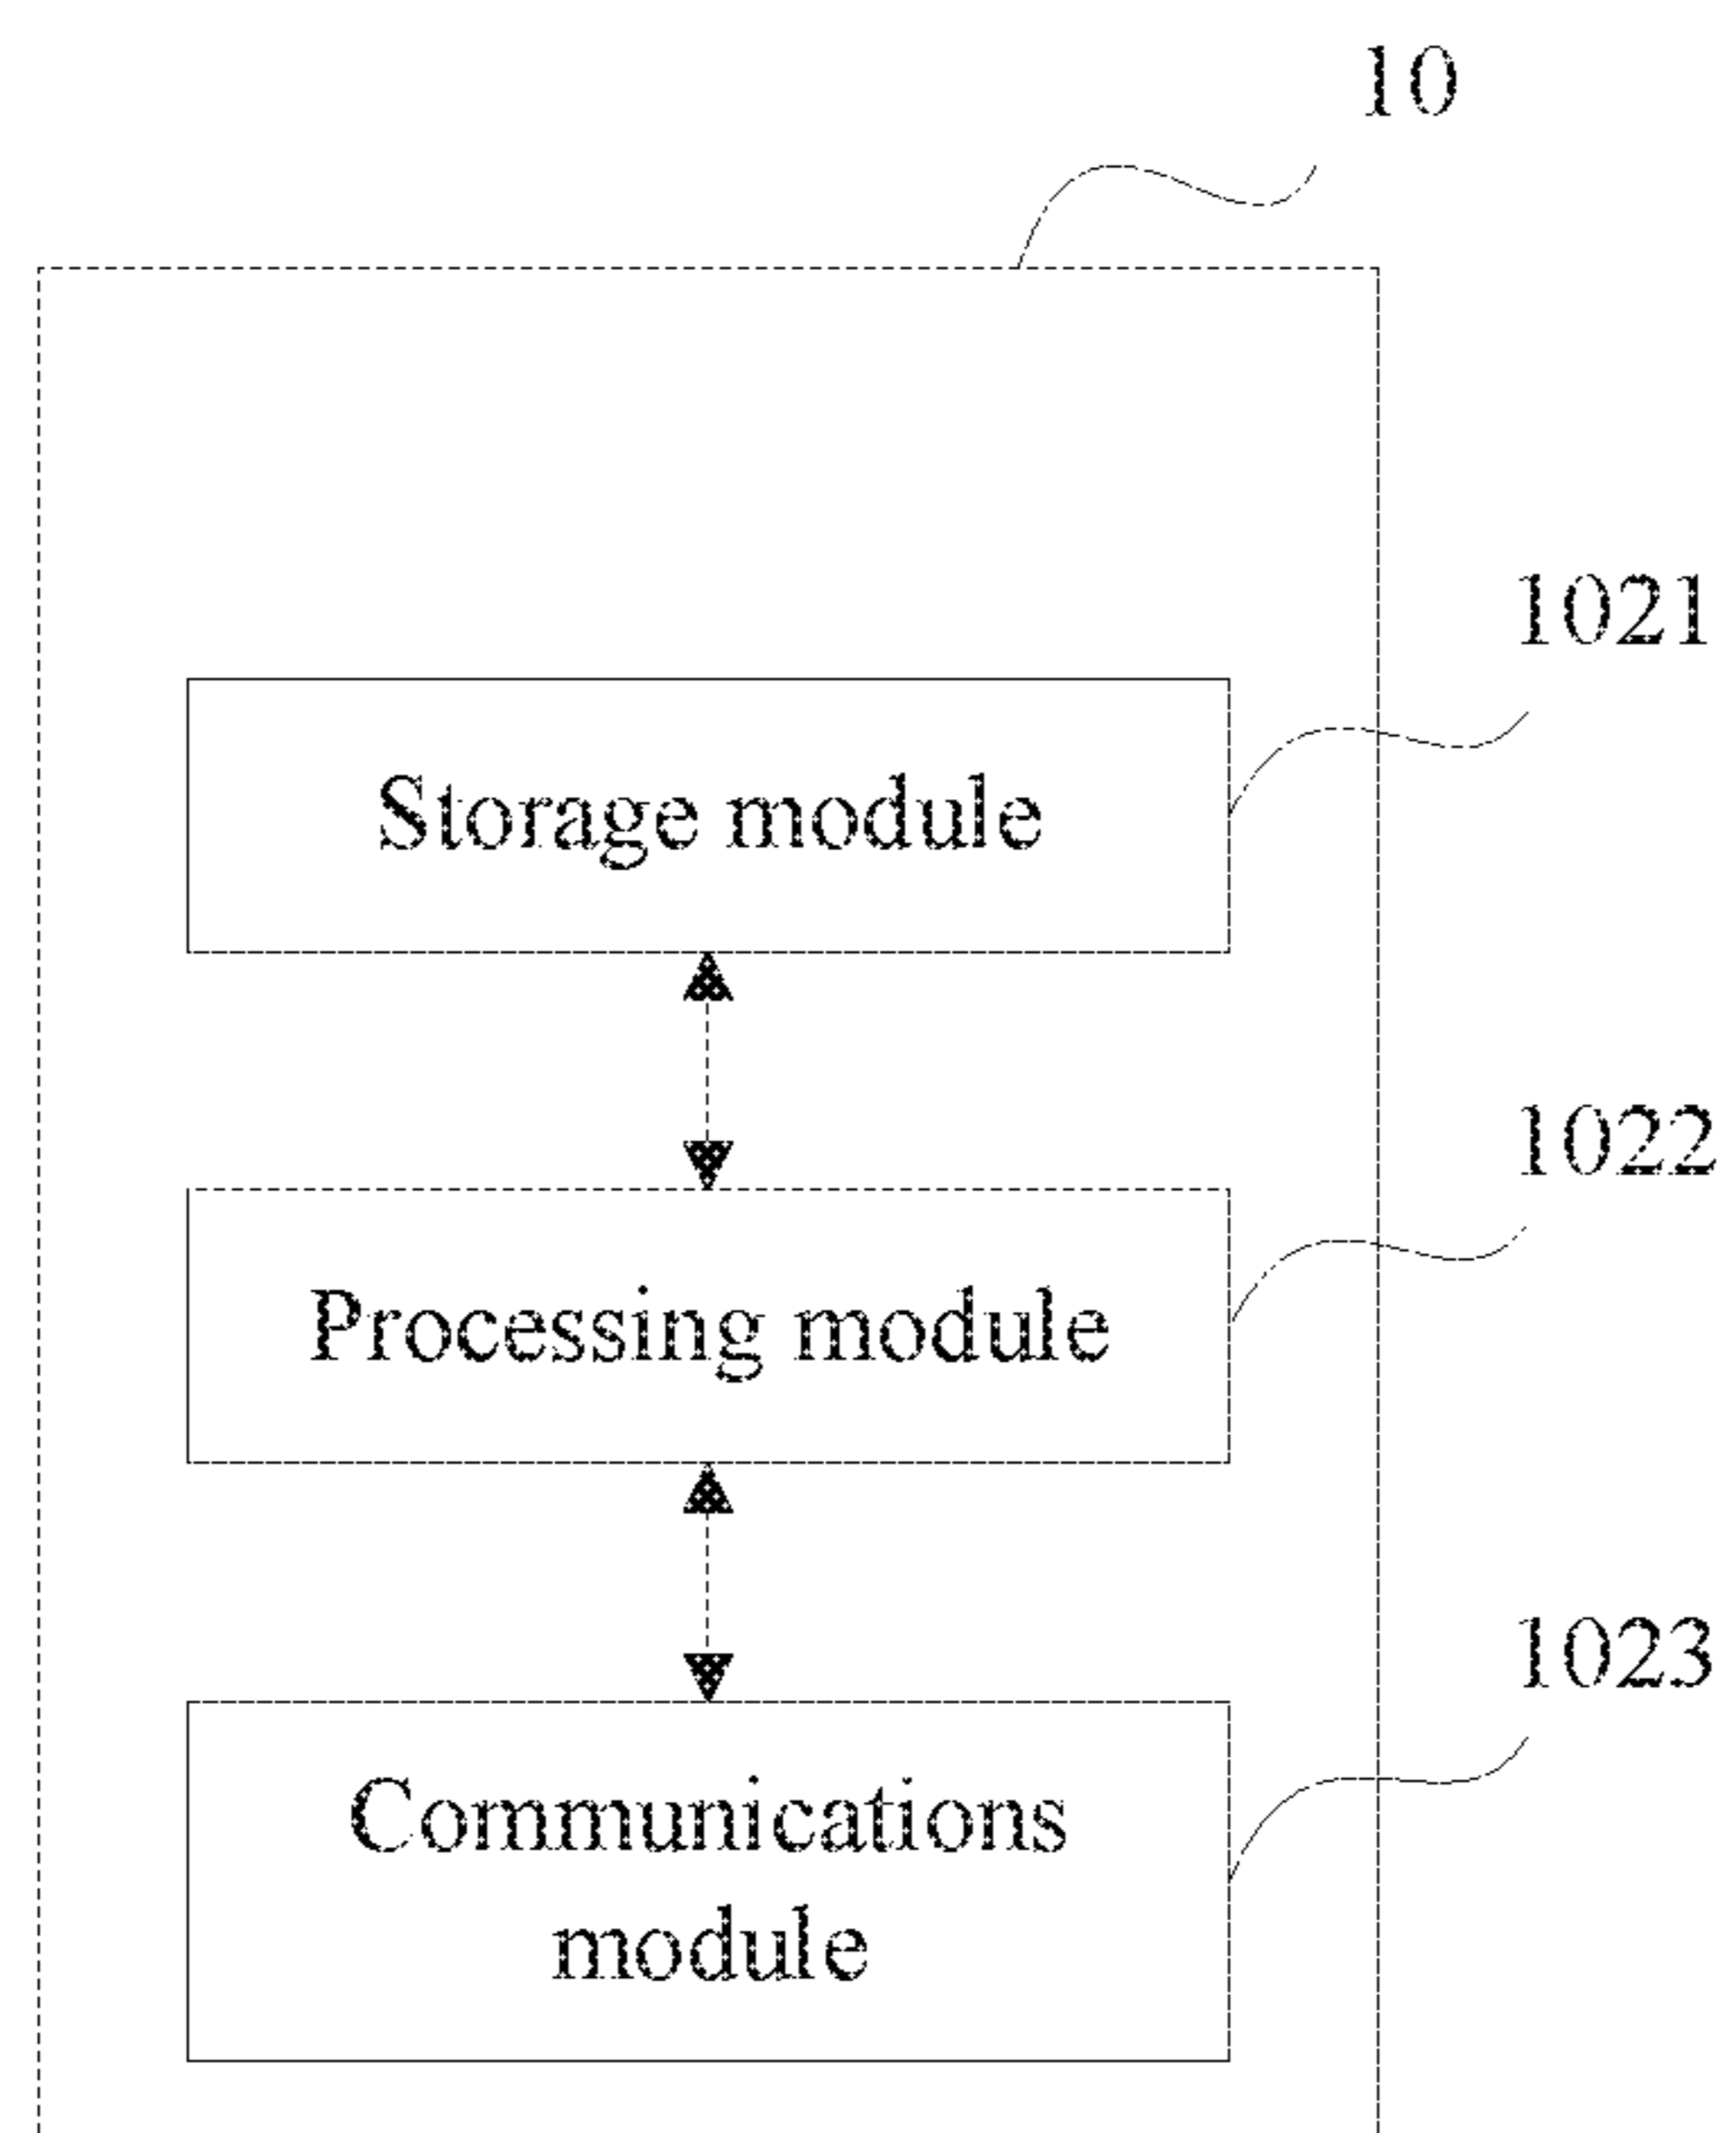 10
1021
Storage module
1022
Processing module
1023
Communications
module